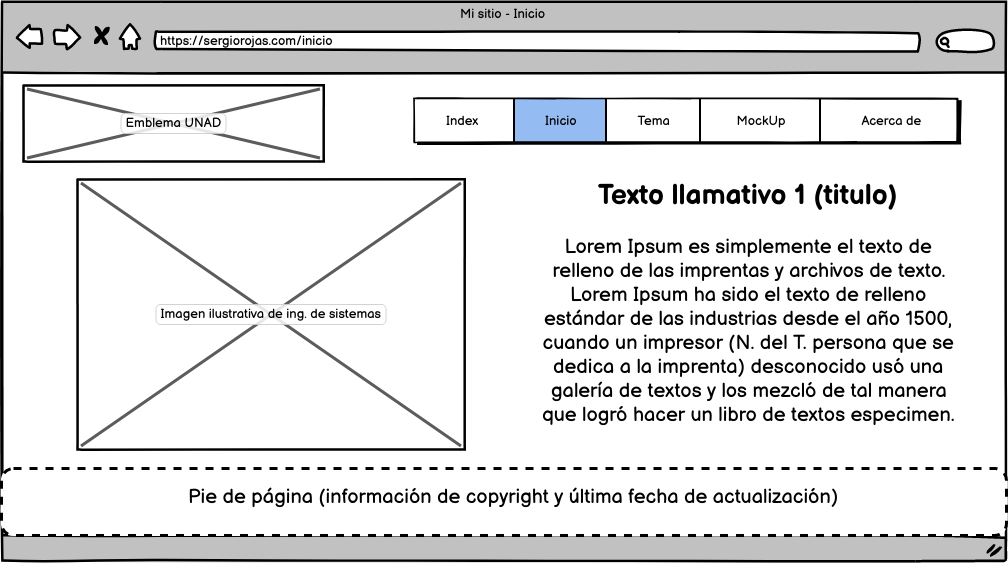 Mi sitio - Inicio
https://sergiorojas.com/inicio
Emblema UNAD
Index
Inicio
Tema
MockUp
Acerca de
Imagen ilustrativa de ing. de sistemas
Texto llamativo 1 (titulo)
Lorem Ipsum es simplemente el texto de
relleno de las imprentas y archivos de texto.
Lorem Ipsum ha sido el texto de relleno
estándar de las industrias desde el año 1500,
cuando un impresor (N. del T. persona que se
dedica a la imprenta) desconocido usó una
galería de textos y los mezcló de tal manera
que logró hacer un libro de textos especimen.
Pie de página (información de copyright y última fecha de actualización)